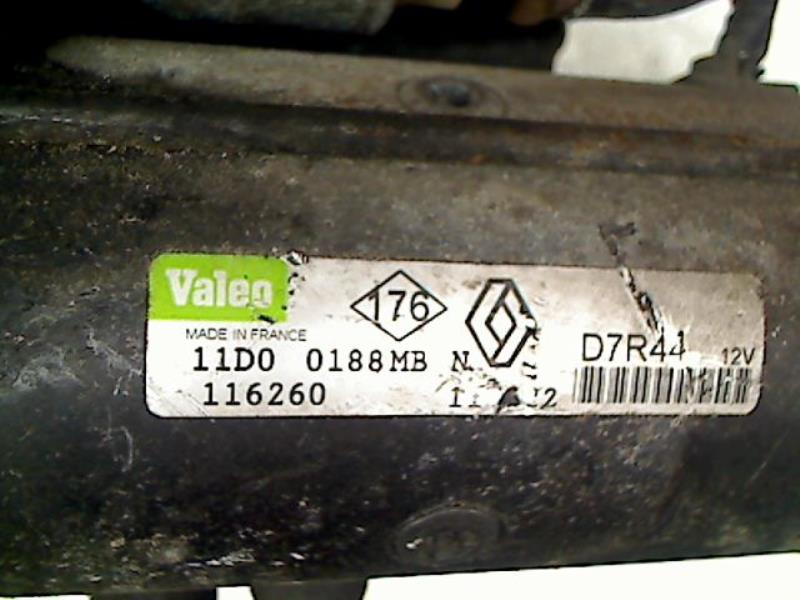 Valeo
176
MADE IN FRANCE
D7R44 12V
11D0 0188MB N
116260